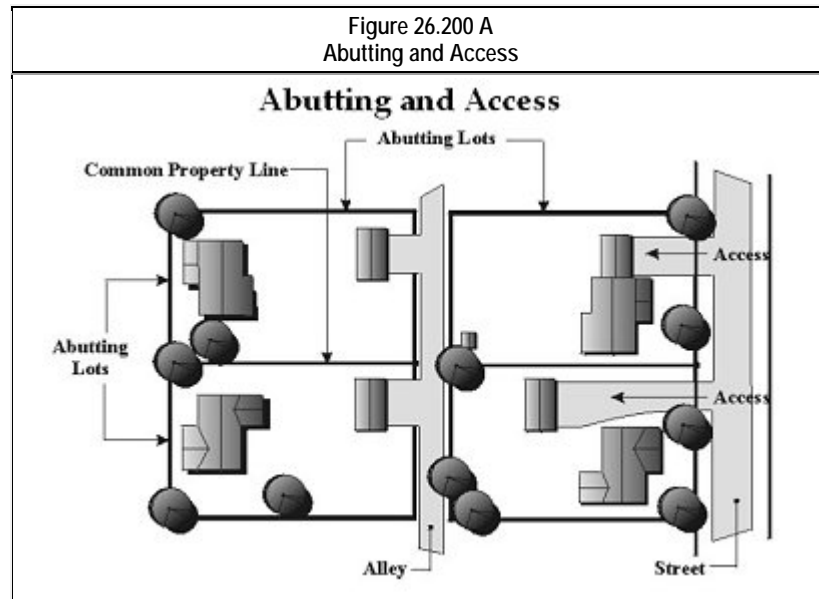 Figure 26.200 A
Abutting and Access
Abutting and Access
Abutting Lots
Common Property Line
Access
Abutting
Lots
Access
Alley
Street